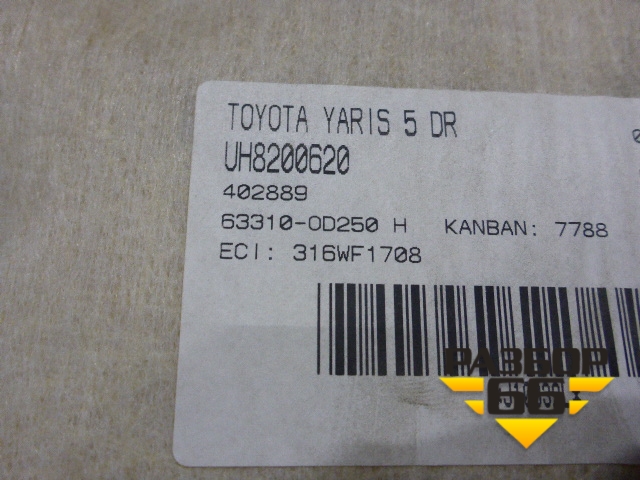 TOYOTA YARIS 5 DR
UH8200620
402889
63310-0D250 H KANBAN: 7788
ECI: 316WF1708
РАЗБОР
66